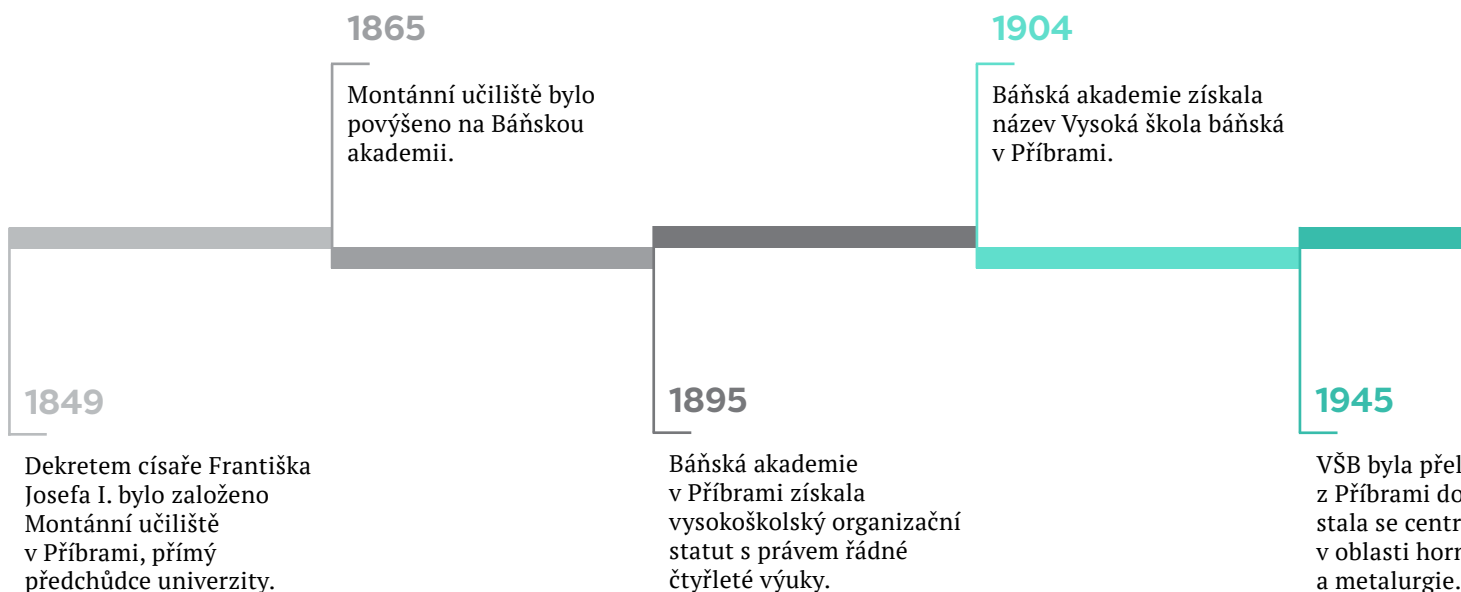 1865
Montánní učiliště bylo
povýšeno na Báňskou
akademii.
1904
Báňská akademie získala
název Vysoká škola báňská
v Příbrami.
1849
Dekretem císaře Františka
Josefa I. bylo založeno
Montánní učiliště
v Příbrami, přímý
předchůdce univerzity.
1895
Báňská akademie
v Příbrami získala
vysokoškolský organizační
statut s právem řádné
čtyřleté výuky.
1945
VŠB byla
z Příbrami do
stala se
v oblasti
a metalurgie.